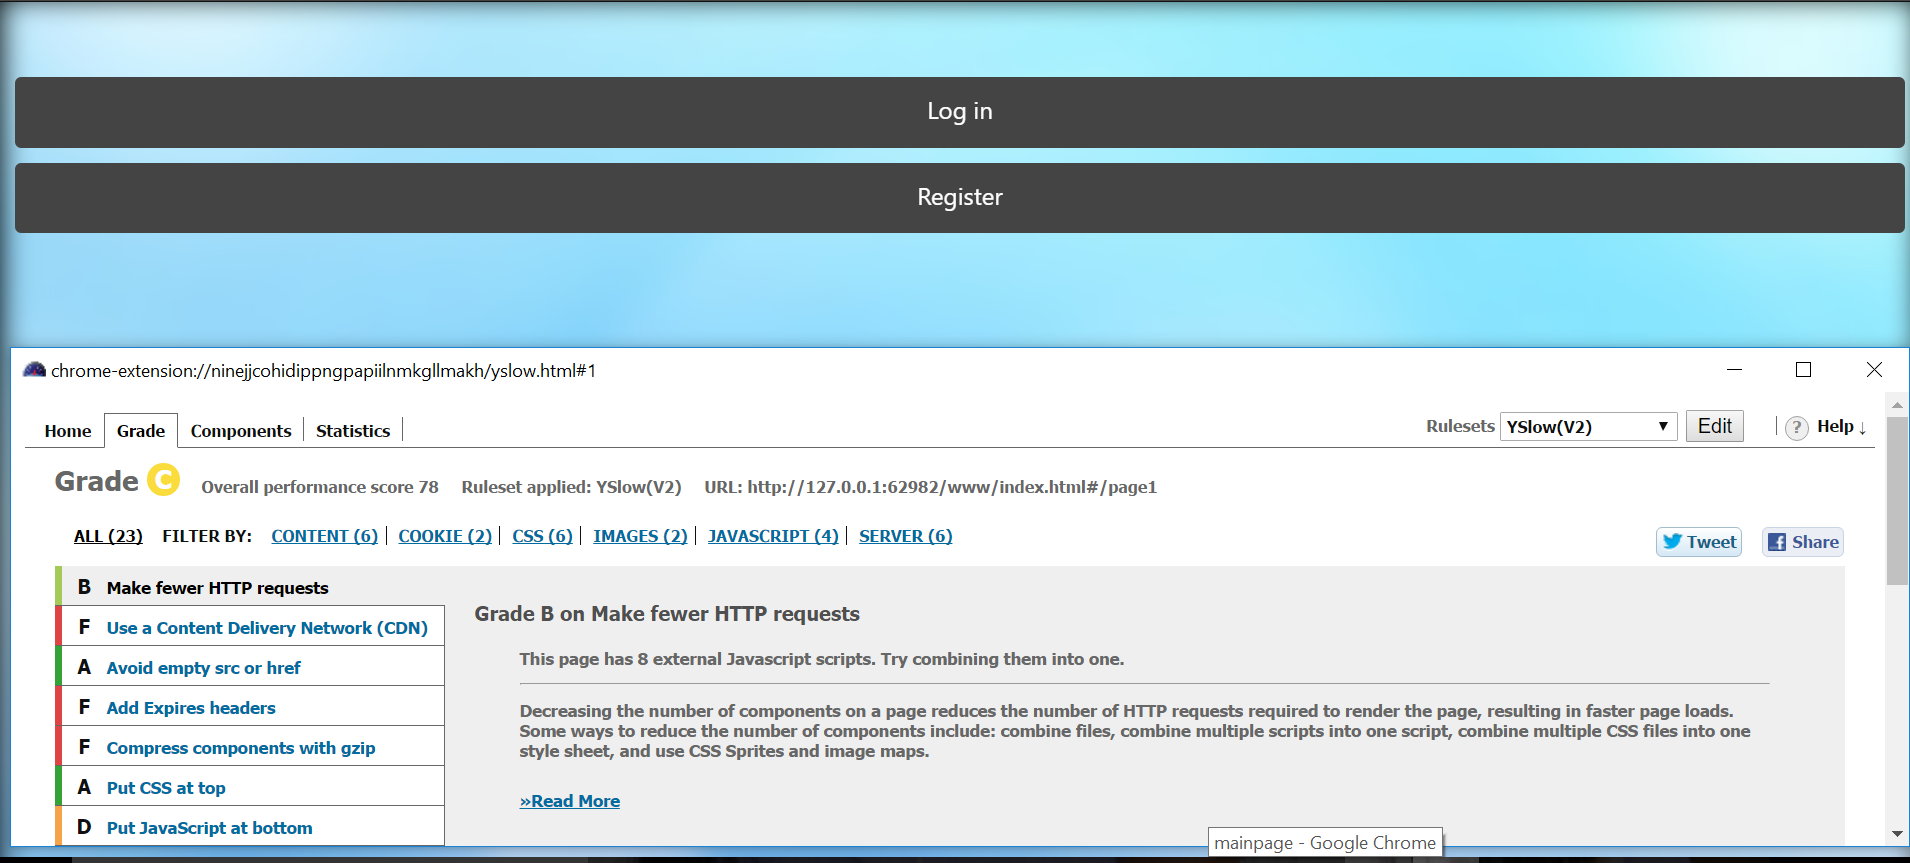 Log in
Register
chrome-extension://ninejjcohidippngpapiilnmkgllmakh/yslow.html#1
Home Grade Components Statistics Rulesets YSlow(V2) ▼ Edit ? Help ↓
Grade C Overall performance score 78 Ruleset applied: YSlow(V2) URL: http://127.0.0.1:62982/www/index.html#/page1
ALL (23) FILTER BY: CONTENT (6) COOKIE (2) CSS (6) IMAGES (2) JAVASCRIPT (4) SERVER (6)
Tweet Share
B Make fewer HTTP requests
F Use a Content Delivery Network (CDN)
A Avoid empty src or href
F Add Expires headers
F Compress components with gzip
A Put CSS at top
D Put JavaScript at bottom
Grade B on Make fewer HTTP requests
This page has 8 external Javascript scripts. Try combining them into one.
Decreasing the number of components on a page reduces the number of HTTP requests required to render the page, resulting in faster page loads.
Some ways to reduce the number of components include: combine files, combine multiple scripts into one script, combine multiple CSS files into one
style sheet, and use CSS Sprites and image maps.
»Read More
mainpage - Google Chrome